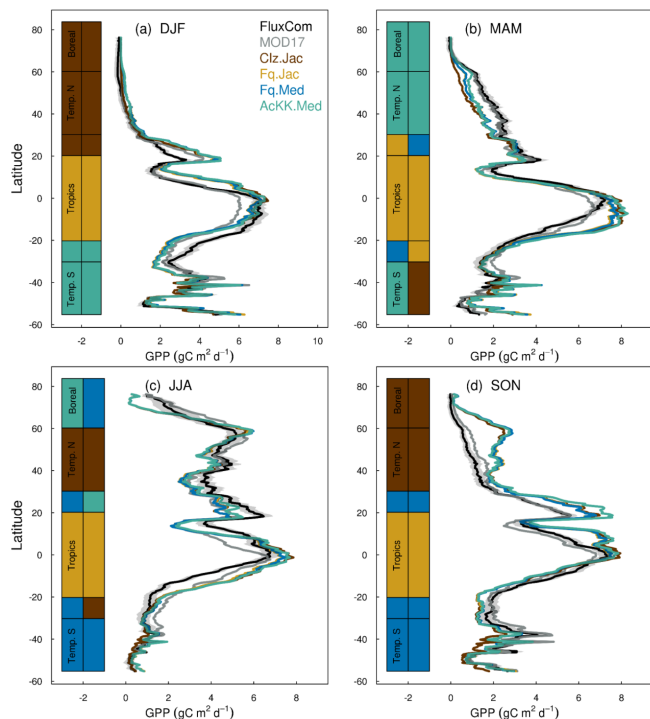 (a) DJF
FluxCom
MOD17
Clz.Jac
Fq.Jac
Fq.Med
AcKK.Med
Boreal
Temp. N
Tropics
Temp. S
Latitude
80
60
40
20
0
-20
-40
-60
-2 0 2 4 6 8 10
GPP (gC m² d⁻¹)
(b) MAM
Boreal
Temp. N
Tropics
Temp. S
Latitude
80
60
40
20
0
-20
-40
-60
-2 0 2 4 6 8
GPP (gC m² d⁻¹)
(c) JJA
Boreal
Temp. N
Tropics
Temp. S
Latitude
80
60
40
20
0
-20
-40
-60
-2 0 2 4 6 8
GPP (gC m² d⁻¹)
(d) SON
Boreal
Temp. N
Tropics
Temp. S
Latitude
80
60
40
20
0
-20
-40
-60
-2 0 2 4 6 8
GPP (gC m² d⁻¹)